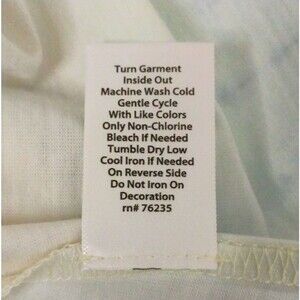 Turn Garment
Inside Out
Machine Wash Cold
Gentle Cycle
With Like Colors
Only Non-Chlorine
Bleach If Needed
Tumble Dry Low
Cool Iron If Needed
On Reverse Side
Do Not Iron On
Decoration
rn# 76235